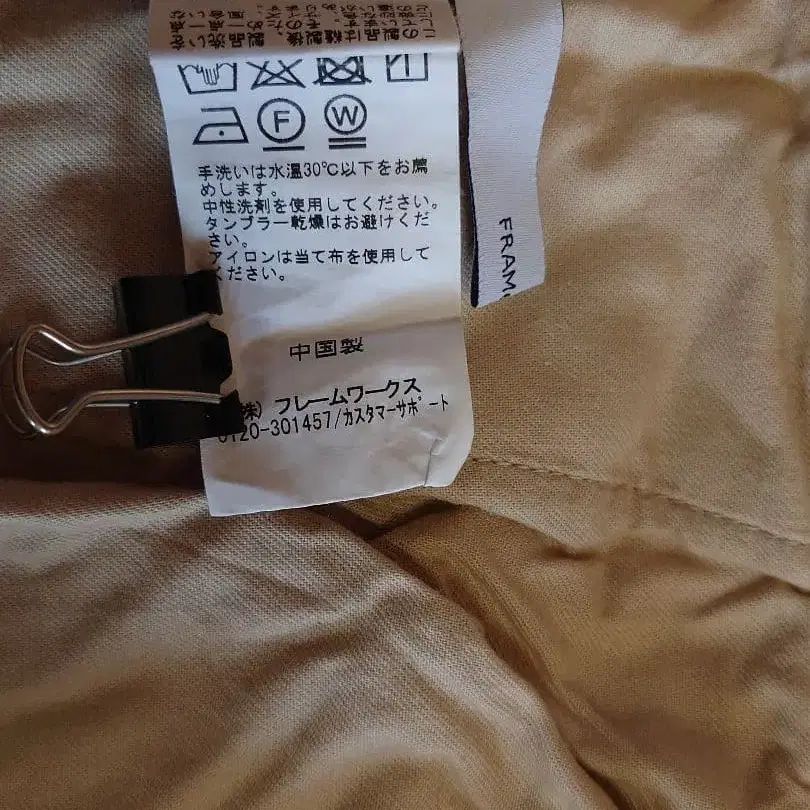 F
W
手洗いは水温30℃以下をお薦
めします。
中性洗剤を使用してください。
タンブラー乾燥はお避けくだ
さい。
アイロンは当て布を使用して
ください。
中国製
株) フレームワークス
0120-301457/カスタマーサポート
FRAM